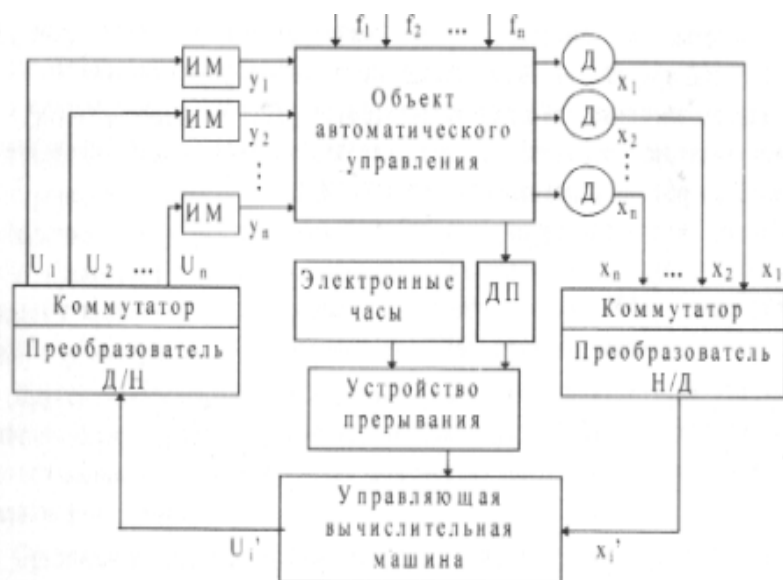 f1 f2 ... fn
ИМ
y1
ИМ
y2
ИМ
yn
Объект
автоматического
управления
Д
x1
Д
x2
Д
xn
U1 U2 ... Un
Коммутатор
Преобразователь
Д/Н
Электронные
часы
ДП
Устройство
прерывания
xn ... x2 x1
Коммутатор
Преобразователь
Н/Д
Управляющая
вычислительная
машина
Ui’
xi’